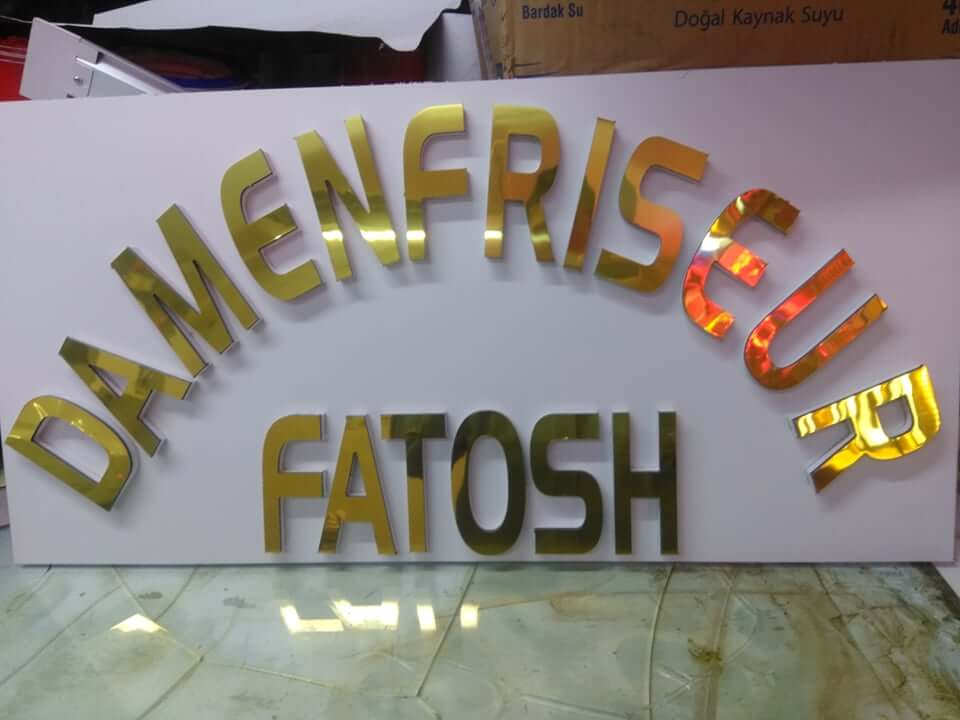 Bardak Su
Doğal Kaynak Suyu
DAMENFRISEUR
FATOSH